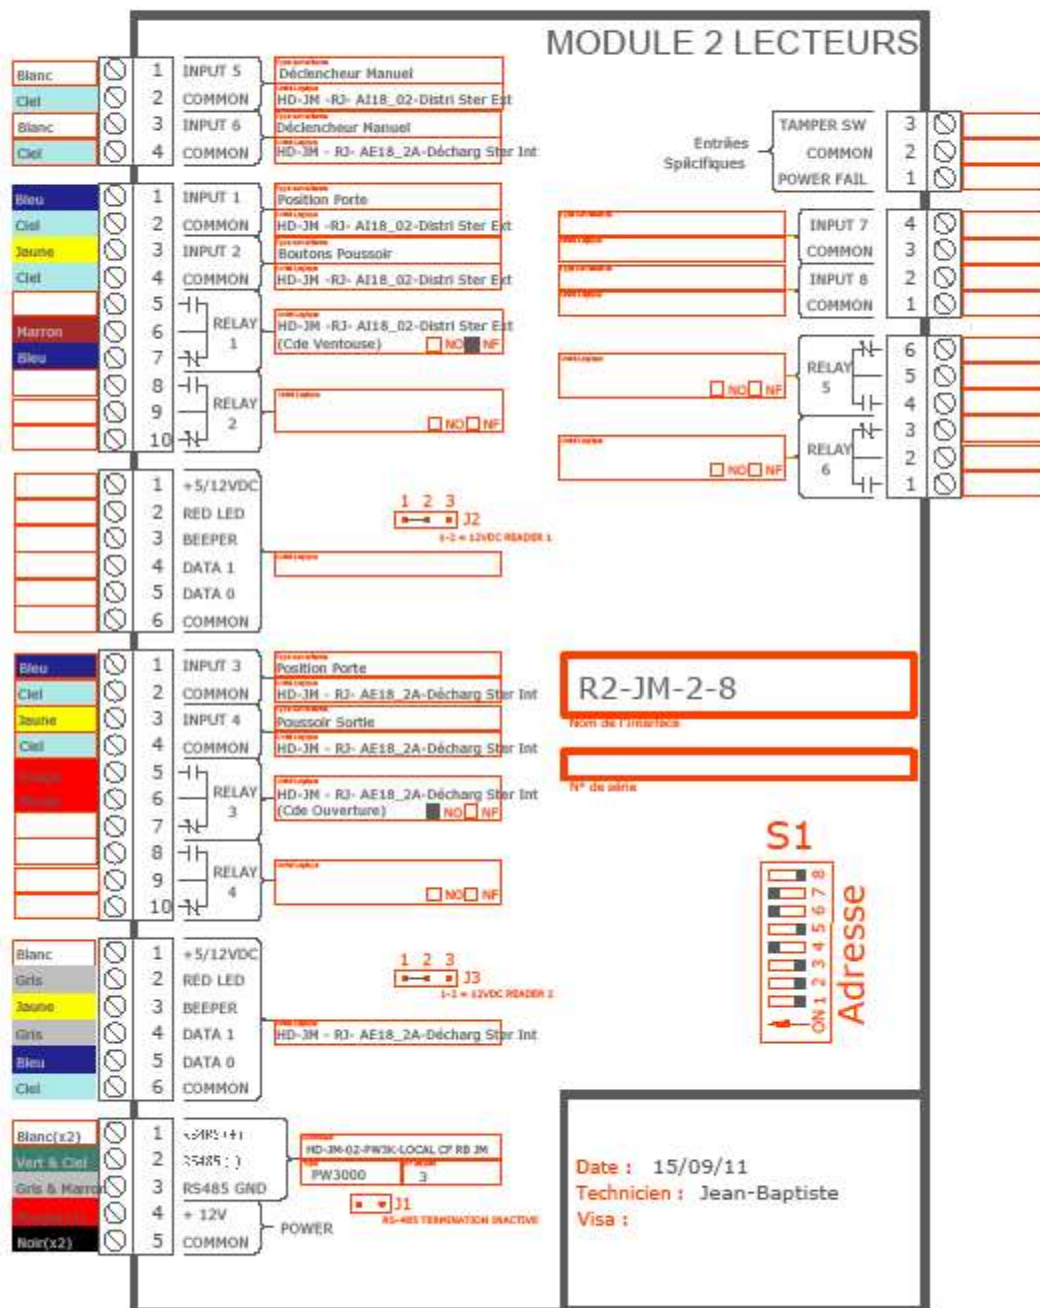 MODULE 2 LECTEURS
Blanc 1 INPUT 5 Déclencheur Manuel
Ciel 2 COMMON HD-JM -RJ- AI18_02-Distri Ster Ext
Blanc 3 INPUT 6 Déclencheur Manuel
Ciel 4 COMMON HD-JM - RJ- AE18_2A-Décharg Ster Int
Bleu 1 INPUT 1 Position Porte
Ciel 2 COMMON HD-JM -RJ- AI18_02-Distri Ster Ext
Jaune 3 INPUT 2 Boutons Poussoir
Ciel 4 COMMON HD-JM -RJ- AI18_02-Distri Ster Ext
5
Marron 6 RELAY 1 HD-JM -RJ- AI18_02-Distri Ster Ext
(Cde Ventouse) NO NF
Bleu 7
8
9 RELAY 2 NO NF
10
1 +5/12VDC
2 RED LED
3 BEEPER
4 DATA 1
5 DATA 0
6 COMMON
1 2 3
J2
1-2 = 12VDC READER 1
Bleu 1 INPUT 3 Position Porte
Ciel 2 COMMON HD-JM - RJ- AE18_2A-Décharg Ster Int
Jaune 3 INPUT 4 Poussoir Sortie
Ciel 4 COMMON HD-JM - RJ- AE18_2A-Décharg Ster Int
5
6 RELAY 3 HD-JM - RJ- AE18_2A-Décharg Ster Int
(Cde Ouverture) NO NF
7
8
9 RELAY 4 NO NF
10
Blanc 1 +5/12VDC
Gris 2 RED LED
Jaune 3 BEEPER
Gris 4 DATA 1 HD-JM - RJ- AE18_2A-Décharg Ster Int
Bleu 5 DATA 0
Ciel 6 COMMON
1 2 3
J3
1-2 = 12VDC READER 2
Blanc(x2) 1
Vert & Ciel 2
Gris & Marron 3 RS485 GND
4 + 12V
Noir(x2) 5 COMMON
POWER
HD-JM-02-PW3K-LOCAL CF RB JM
PW3000 3
J1
RS-485 TERMINATION INACTIVE
Entrées
Spécifiques
TAMPER SW 3
COMMON 2
POWER FAIL 1
INPUT 7 4
COMMON 3
INPUT 8 2
COMMON 1
6
NO NF RELAY 5 5
4
3
NO NF RELAY 6 2
1
R2-JM-2-8
Nom de l'interface
N° de série
S1
8
7
6
5
4
3
2
1
ON
Adresse
Date : 15/09/11
Technicien : Jean-Baptiste
Visa :